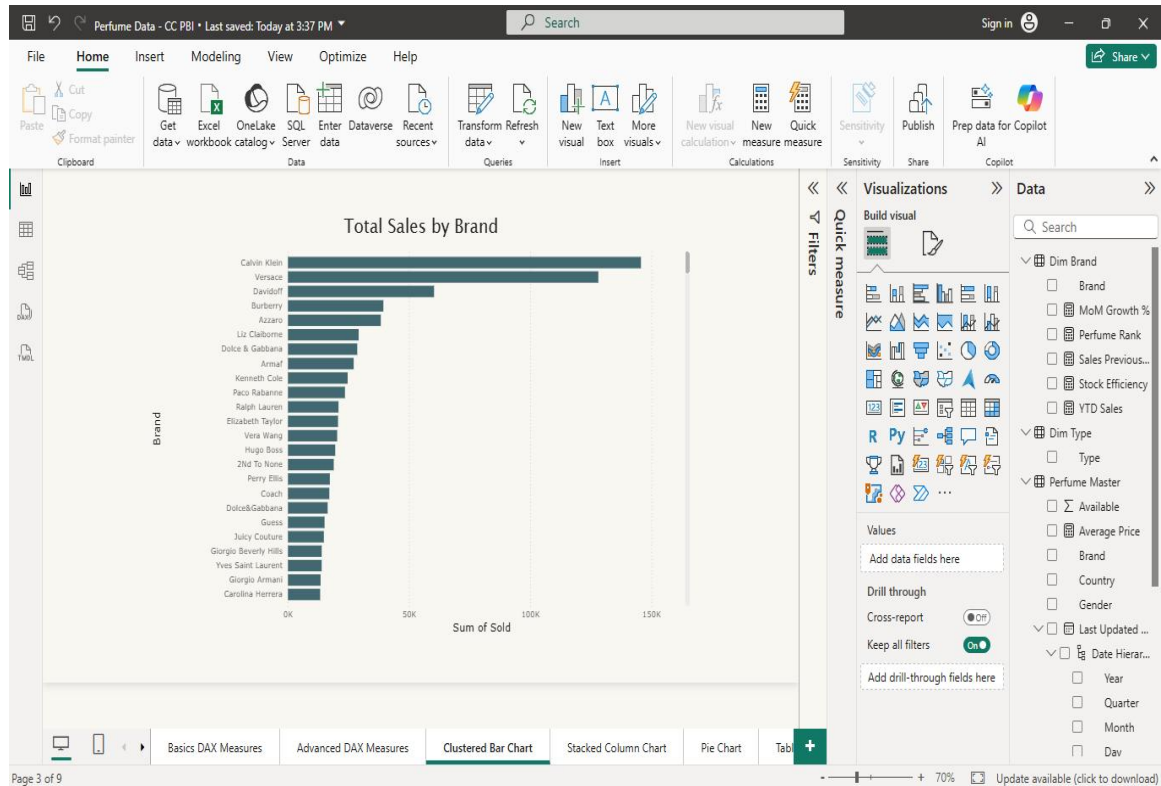 Perfume Data - CC PBI • Last saved: Today at 3:37 PM
Search
Sign in
File Home Insert Modeling View Optimize Help
Share
Paste
Cut
Copy
Format painter
Clipboard
Get data
Excel workbook
OneLake catalog
SQL Server
Enter data
Dataverse
Recent sources
Data
Transform data
Refresh
Queries
New visual
Text box
More visuals
Insert
New visual calculation
New measure
Quick measure
Calculations
Sensitivity
Sensitivity
Publish
Share
Prep data for AI
Copilot
Copilot
DAX
TMDL
Total Sales by Brand
Brand
Calvin Klein
Versace
Davidoff
Burberry
Azzaro
Liz Claiborne
Dolce & Gabbana
Armaf
Kenneth Cole
Paco Rabanne
Ralph Lauren
Elizabeth Taylor
Vera Wang
Hugo Boss
2Nd To None
Perry Ellis
Coach
Dolce&Gabbana
Guess
Juicy Couture
Giorgio Beverly Hills
Yves Saint Laurent
Giorgio Armani
Carolina Herrera
0K 50K 100K 150K
Sum of Sold
Filters
Quick measure
Visualizations
Build visual
123
R Py
Values
Add data fields here
Drill through
Cross-report Off
Keep all filters On
Add drill-through fields here
Data
Search
Dim Brand
Brand
MoM Growth %
Perfume Rank
Sales Previous...
Stock Efficiency
YTD Sales
Dim Type
Type
Perfume Master
∑ Available
Average Price
Brand
Country
Gender
Last Updated ...
Date Hierar...
Year
Quarter
Month
Day
Basics DAX Measures Advanced DAX Measures Clustered Bar Chart Stacked Column Chart Pie Chart Tabl +
Page 3 of 9
- + 70% Update available (click to download)